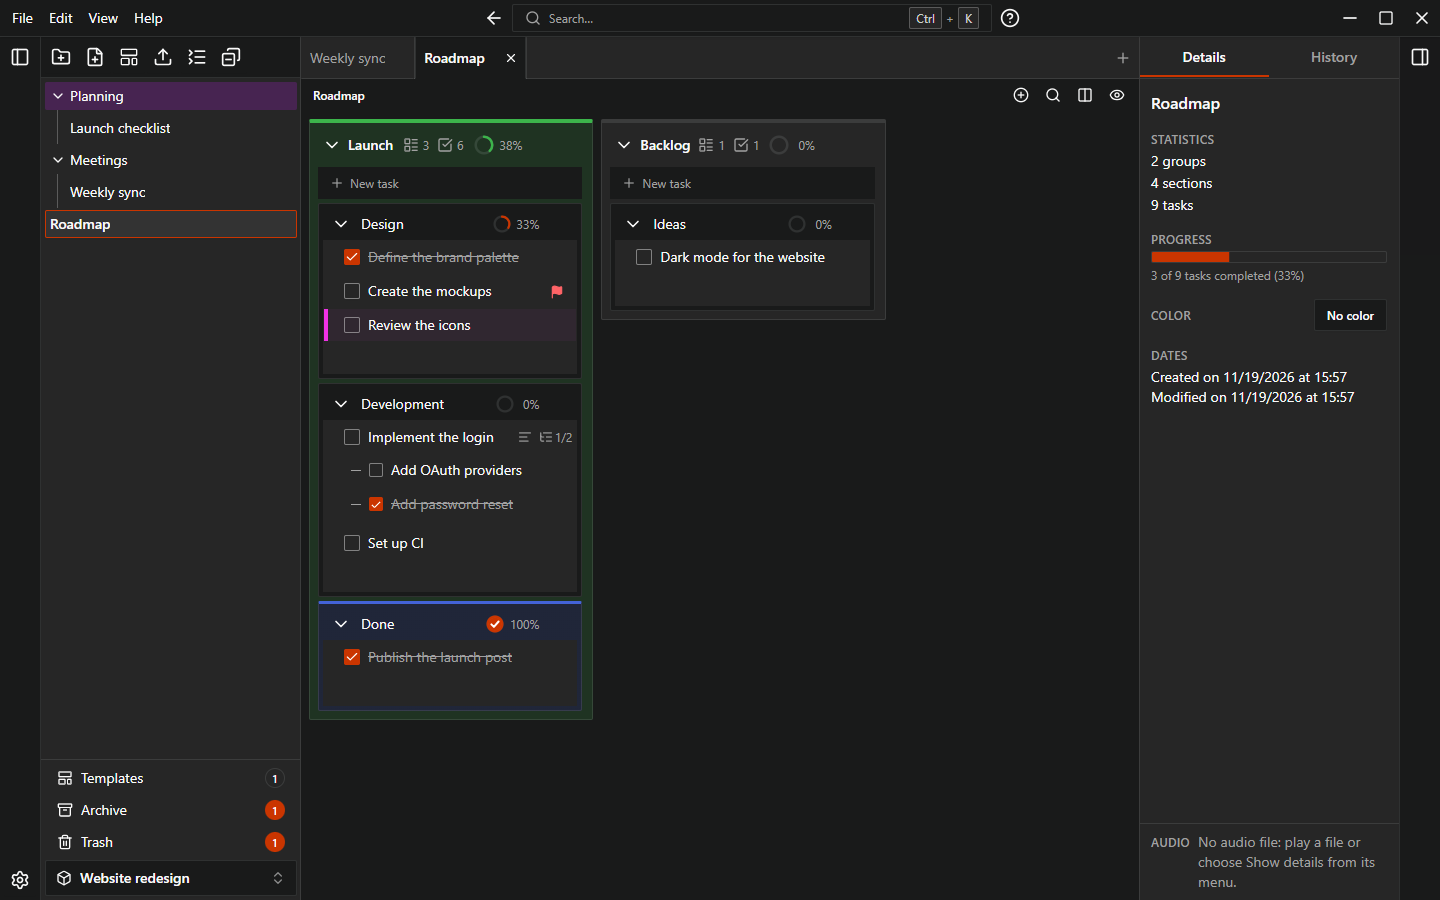 File Edit View Help
Search... Ctrl + K
Weekly sync
Roadmap
Details
History
Planning
Launch checklist
Meetings
Weekly sync
Roadmap
Templates 1
Archive 1
Trash 1
Website redesign
Roadmap
Launch 3 6 38%
New task
Design 33%
Define the brand palette
Create the mockups
Review the icons
Development 0%
Implement the login 1/2
Add OAuth providers
Add password reset
Set up CI
Done 100%
Publish the launch post
Backlog 1 1 0%
New task
Ideas 0%
Dark mode for the website
Roadmap
STATISTICS
2 groups
4 sections
9 tasks
PROGRESS
3 of 9 tasks completed (33%)
COLOR No color
DATES
Created on 11/19/2026 at 15:57
Modified on 11/19/2026 at 15:57
AUDIO No audio file: play a file or
choose Show details from its
menu.